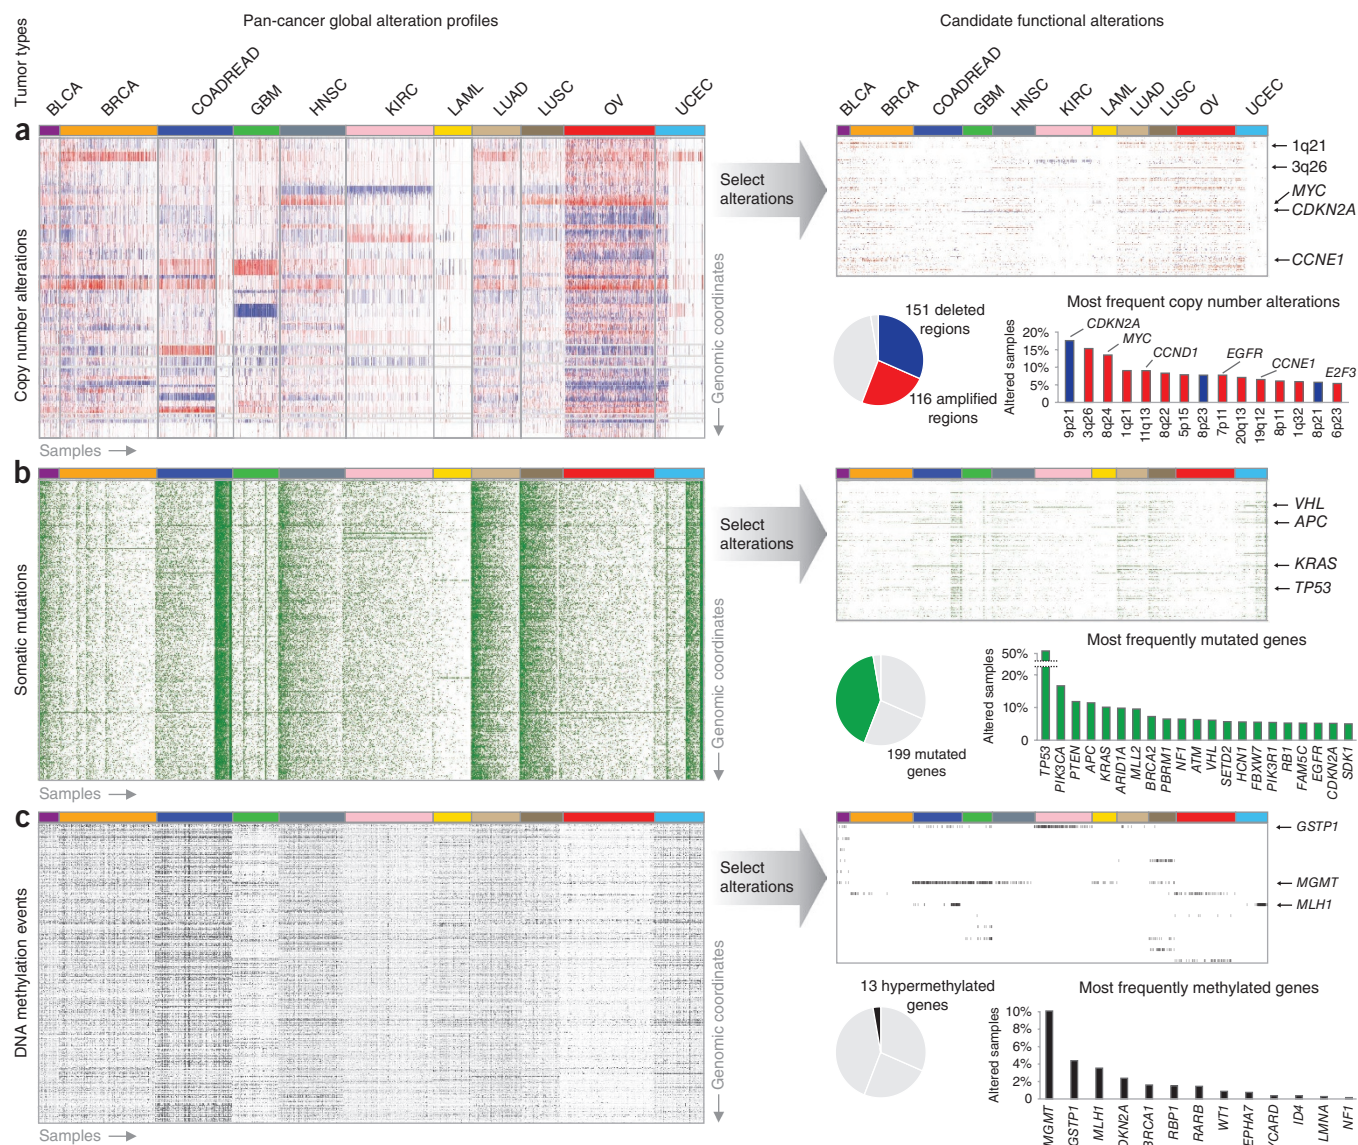 Tumor types
Pan-cancer global alteration profiles
Candidate functional alterations
BLCA
BRCA
COADREAD
GBM
HNSC
KIRC
LAML
LUAD
LUSC
OV
UCEC
BLCA
BRCA
COADREAD
GBM
HNSC
KIRC
LAML
LUAD
LUSC
OV
UCEC
a
Copy number alterations
Genomic coordinates
Samples
Select
alterations
1q21
3q26
MYC
CDKN2A
CCNE1
151 deleted
regions
116 amplified
regions
Most frequent copy number alterations
Altered samples
20%
15%
10%
5%
0
CDKN2A
MYC
CCND1
EGFR
CCNE1
E2F3
9p21
3q26
8q24
1q21
11q13
8q22
5p15
8p23
7p11
20q13
19q12
8p11
1q32
8p21
6p23
b
Somatic mutations
Genomic coordinates
Samples
Select
alterations
VHL
APC
KRAS
TP53
199 mutated
genes
Most frequently mutated genes
Altered samples
50%
20%
10%
0
TP53
PIK3CA
PTEN
APC
KRAS
ARID1A
MLL2
BRCA2
PBRM1
NF1
ATM
VHL
SETD2
HCN1
FBXW7
PIK3R1
RB1
FAM5C
EGFR
CDKN2A
SDK1
c
DNA methylation events
Genomic coordinates
Samples
Select
alterations
GSTP1
MGMT
MLH1
13 hypermethylated
genes
Most frequently methylated genes
Altered samples
10%
8%
6%
4%
2%
0
MGMT
GSTP1
MLH1
DKN2A
BRCA1
RBP1
RARB
WT1
EPHA7
YCARD
ID4
LMNA
NF1